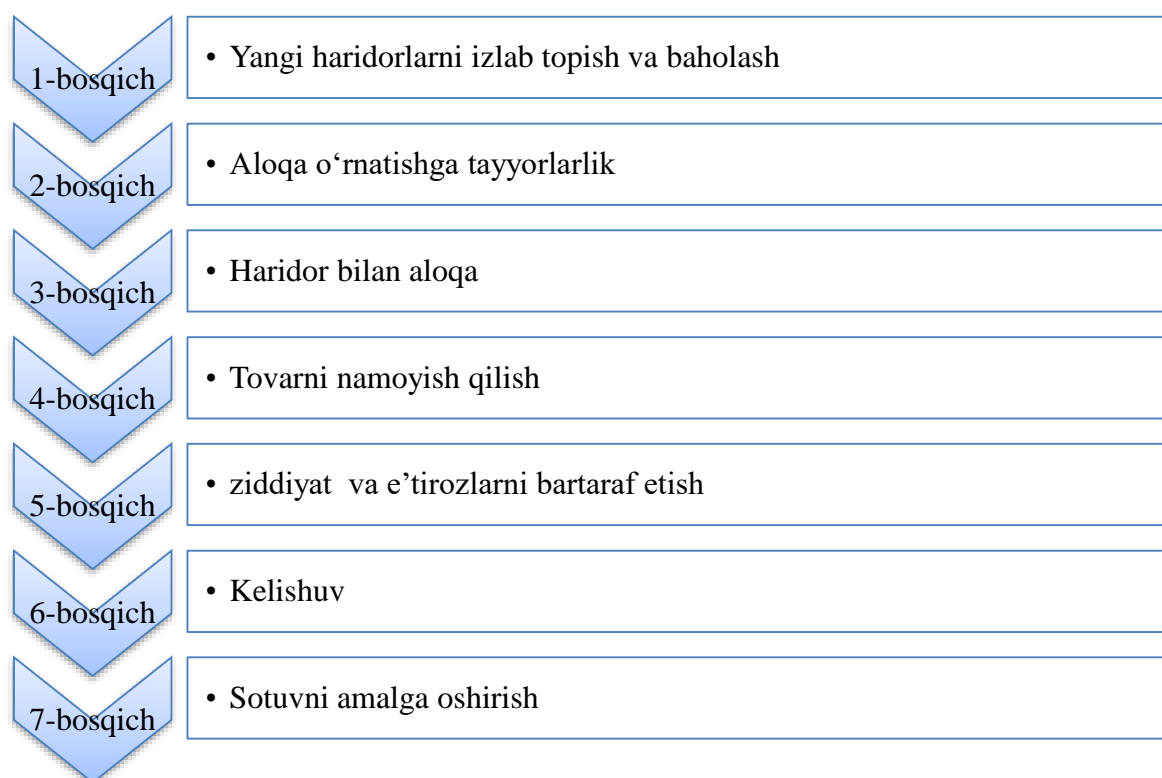 1-bosqich
• Yangi haridorlarni izlab topish va baholash
2-bosqich
• Aloqa o‘rnatishga tayyorlarlik
3-bosqich
• Haridor bilan aloqa
4-bosqich
• Tovarni namoyish qilish
5-bosqich
• ziddiyat  va e’tirozlarni bartaraf etish
6-bosqich
• Kelishuv
7-bosqich
• Sotuvni amalga oshirish